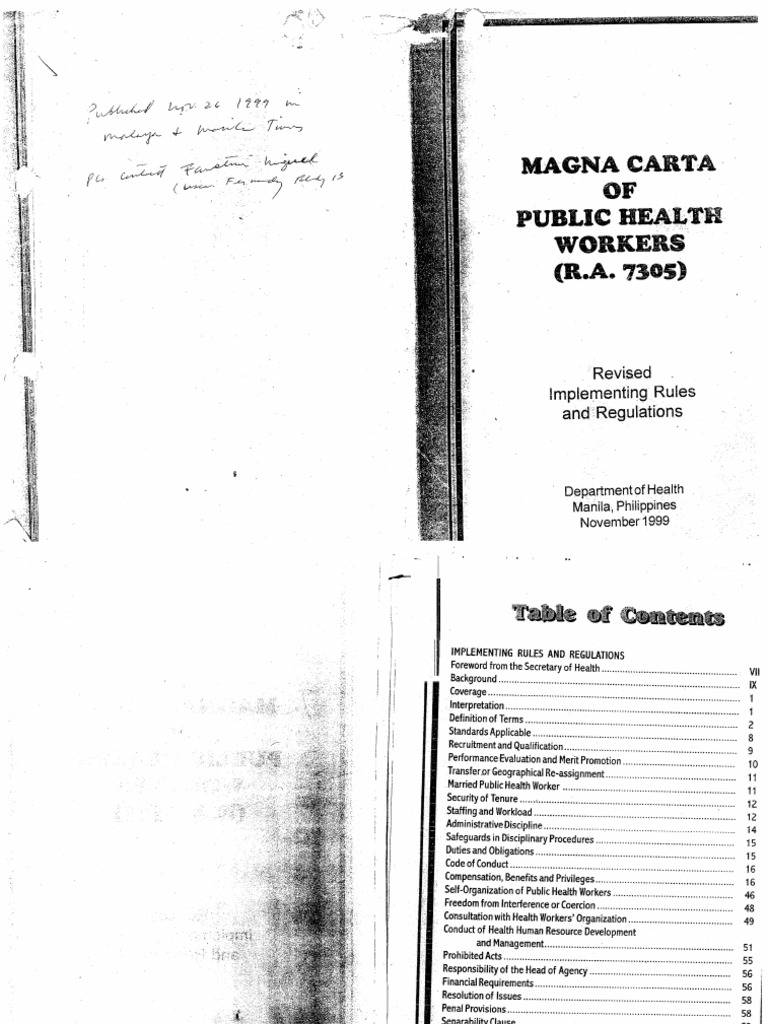 Published Nov. 26 1999 in
Malaya & Manila Times
Pls contact
MAGNA CARTA
OF
PUBLIC HEALTH
WORKERS
(R.A. 7305)
Revised
Implementing Rules
and Regulations
Department of Health
Manila, Philippines
November 1999
Table of Contents
IMPLEMENTING RULES AND REGULATIONS
Foreword from the Secretary of Health VII
Background IX
Coverage 1
Interpretation 1
Definition of Terms 2
Standards Applicable 8
Recruitment and Qualification 9
Performance Evaluation and Merit Promotion 10
Transfer or Geographical Re-assignment 11
Married Public Health Worker 11
Security of Tenure 12
Staffing and Workload 12
Administrative Discipline 14
Safeguards in Disciplinary Procedures 15
Duties and Obligations 15
Code of Conduct 16
Compensation, Benefits and Privileges 16
Self-Organization of Public Health Workers 46
Freedom from Interference or Coercion 48
Consultation with Health Workers' Organization 49
Conduct of Health Human Resource Development
and Management 51
Prohibited Acts 55
Responsibility of the Head of Agency 56
Financial Requirements 56
Resolution of Issues 58
Penal Provisions 58
Separability Clause